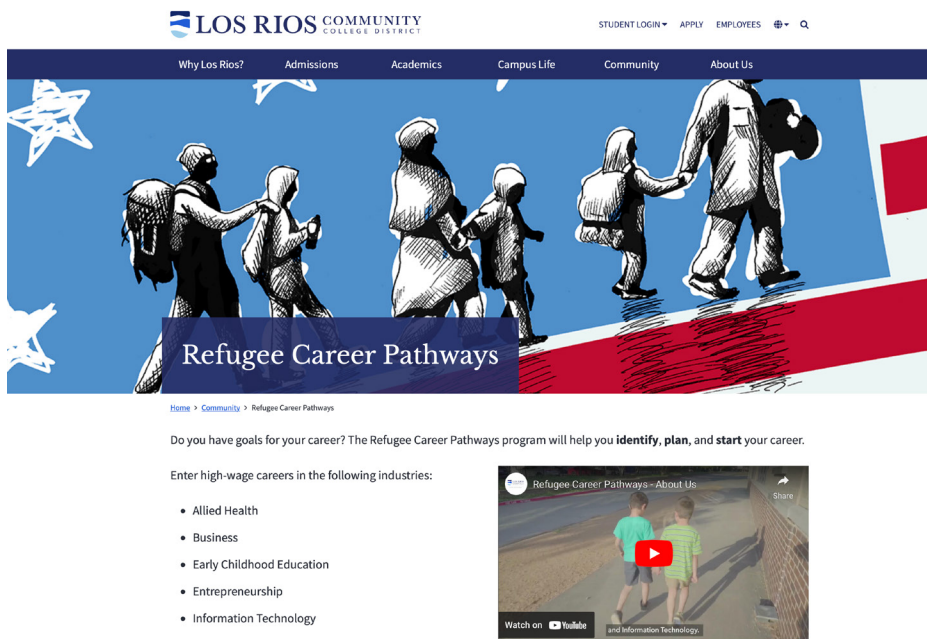 LOS RIOS COMMUNITY
COLLEGE DISTRICT
STUDENT LOGIN APPLY EMPLOYEES
Why Los Rios? Admissions Academics Campus Life Community About Us
Refugee Career Pathways
Home > Community > Refugee Career Pathways
Do you have goals for your career? The Refugee Career Pathways program will help you identify, plan, and start your career.
Enter high-wage careers in the following industries:
• Allied Health
• Business
• Early Childhood Education
• Entrepreneurship
• Information Technology
Refugee Career Pathways - About Us
Share
Watch on YouTube
and Information Technology.